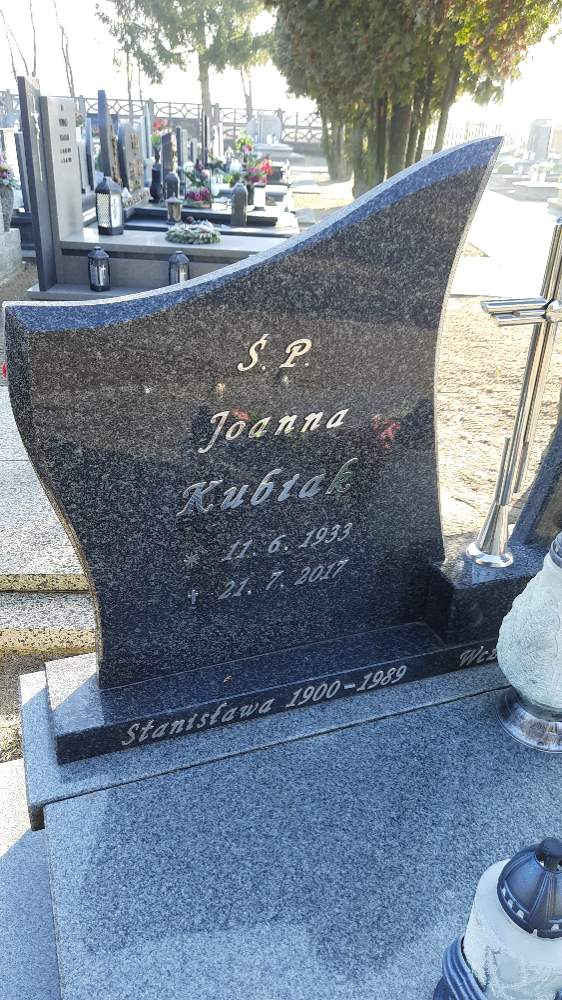 Ś. P.
Joanna
Kubiak
* 11. 6. 1933
✝ 21. 7. 2017
Stanisława 1900-1989